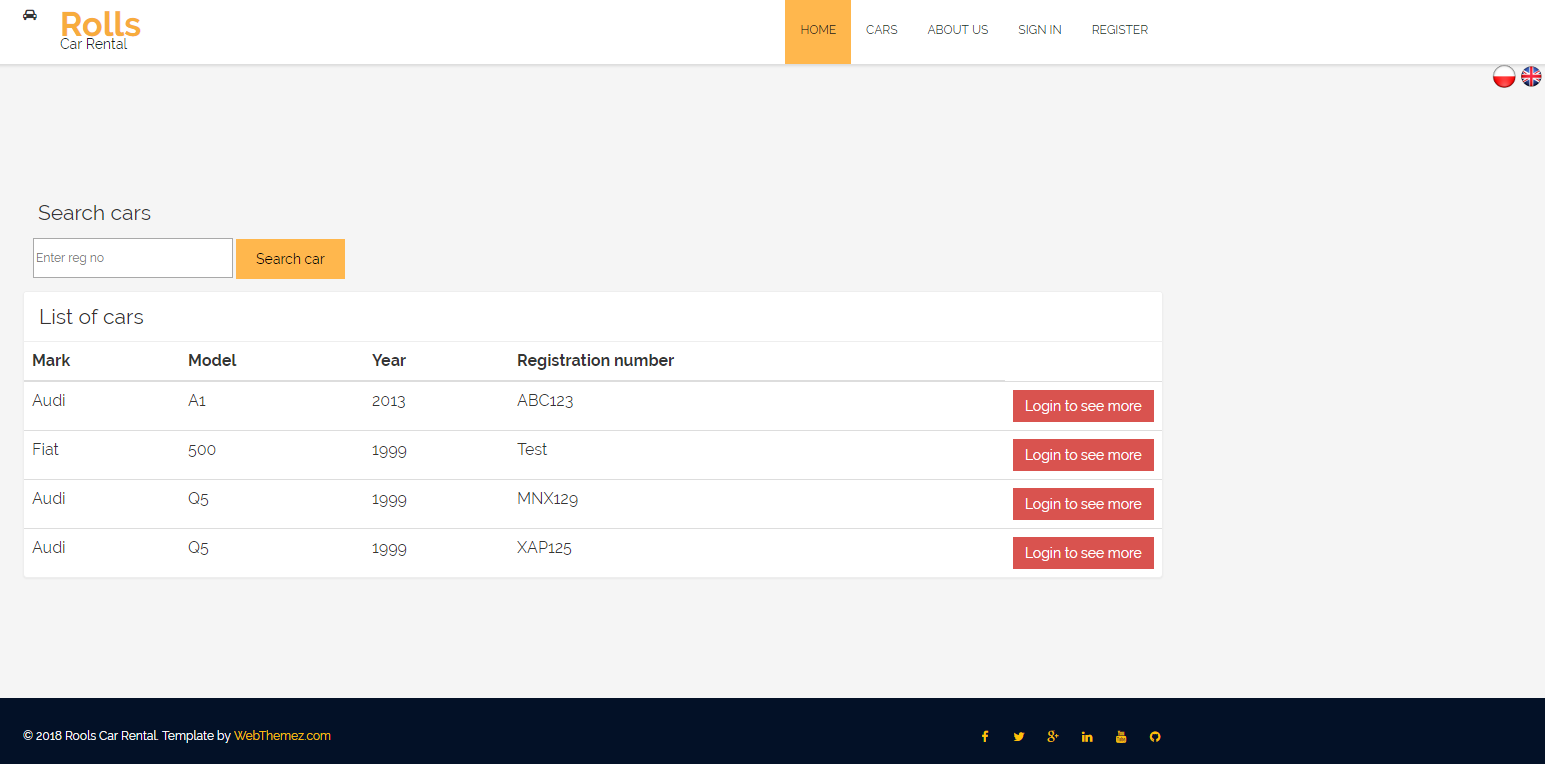 Rolls
Car Rental
HOME CARS ABOUT US SIGN IN REGISTER
Search cars
Enter reg no Search car
List of cars
Mark Model Year Registration number
Audi A1 2013 ABC123 Login to see more
Fiat 500 1999 Test Login to see more
Audi Q5 1999 MNX129 Login to see more
Audi Q5 1999 XAP125 Login to see more
© 2018 Rools Car Rental. Template by WebThemez.com